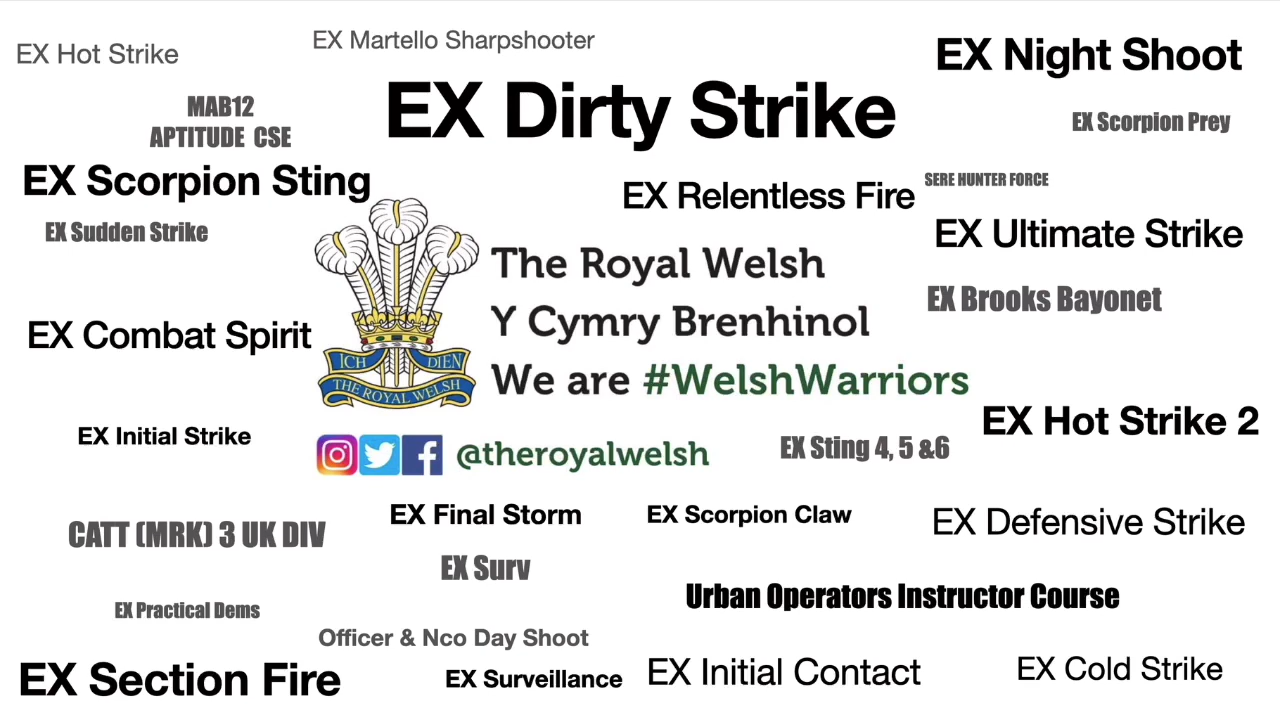 EX Hot Strike
EX Martello Sharpshooter
EX Night Shoot
MAB12
APTITUDE CSE
EX Dirty Strike
EX Scorpion Prey
EX Scorpion Sting
EX Relentless Fire
SERE HUNTER FORCE
EX Sudden Strike
EX Ultimate Strike
The Royal Welsh
Y Cymry Brenhinol
We are #WelshWarriors
EX Brooks Bayonet
EX Combat Spirit
ICH DIEN
THE ROYAL WELSH
EX Hot Strike 2
EX Initial Strike
@theroyalwelsh
EX Sting 4, 5 &6
EX Final Storm
EX Scorpion Claw
EX Defensive Strike
CATT (MRK) 3 UK DIV
EX Surv
Urban Operators Instructor Course
EX Practical Dems
Officer & Nco Day Shoot
EX Section Fire
EX Surveillance
EX Initial Contact
EX Cold Strike